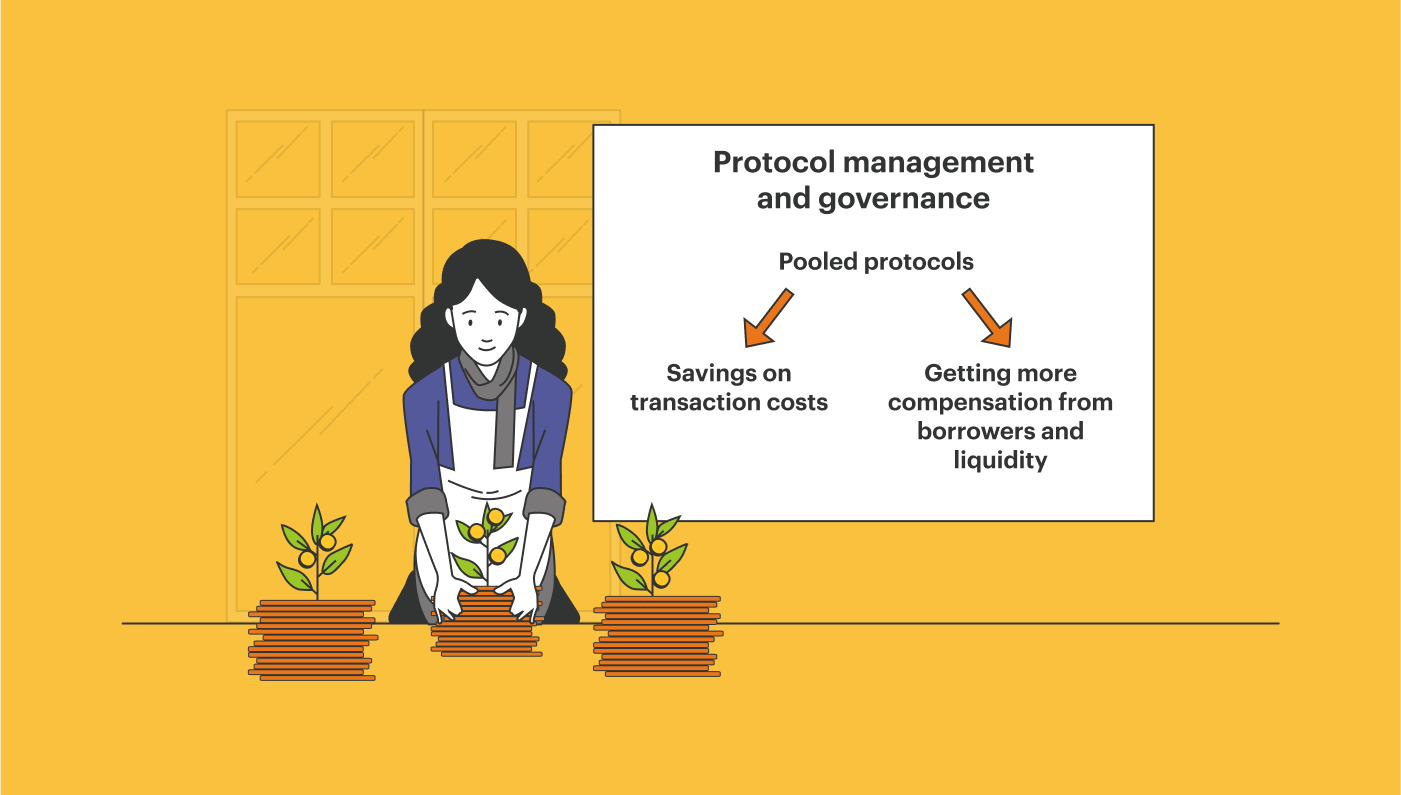 Protocol management
and governance
Pooled protocols
Savings on
transaction costs
Getting more
compensation from
borrowers and
liquidity